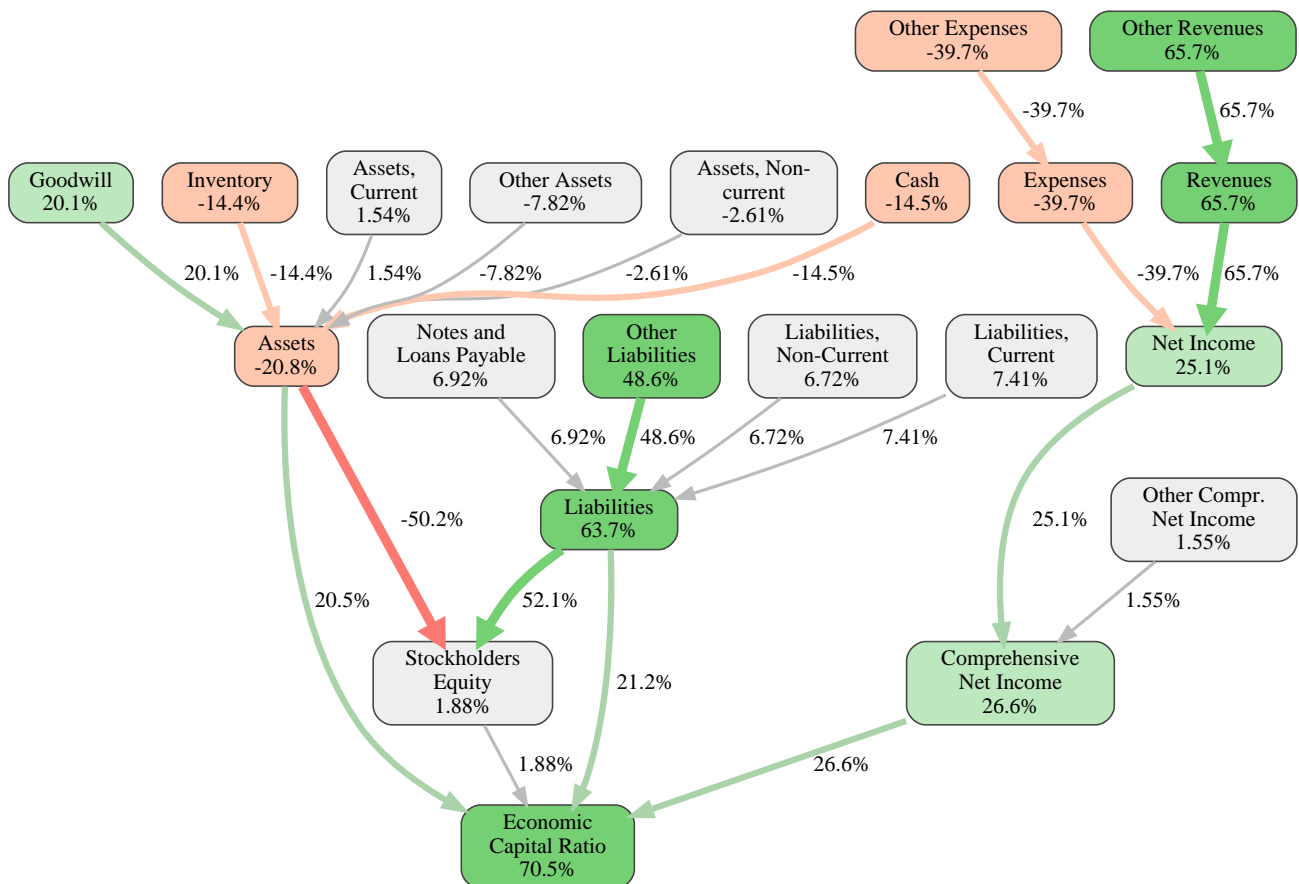 Other Expenses
-39.7%
Other Revenues
65.7%
-39.7%
65.7%
Goodwill
20.1%
Inventory
-14.4%
Assets,
Current
1.54%
Other Assets
-7.82%
Assets, Non-
current
-2.61%
Cash
-14.5%
Expenses
-39.7%
Revenues
65.7%
20.1%
-14.4%
1.54%
-7.82%
-2.61%
-14.5%
-39.7%
65.7%
Assets
-20.8%
Notes and
Loans Payable
6.92%
Other
Liabilities
48.6%
Liabilities,
Non-Current
6.72%
Liabilities,
Current
7.41%
Net Income
25.1%
6.92%
48.6%
6.72%
7.41%
-50.2%
Liabilities
63.7%
25.1%
Other Compr.
Net Income
1.55%
20.5%
52.1%
1.55%
Stockholders
Equity
1.88%
21.2%
Comprehensive
Net Income
26.6%
1.88%
26.6%
Economic
Capital Ratio
70.5%